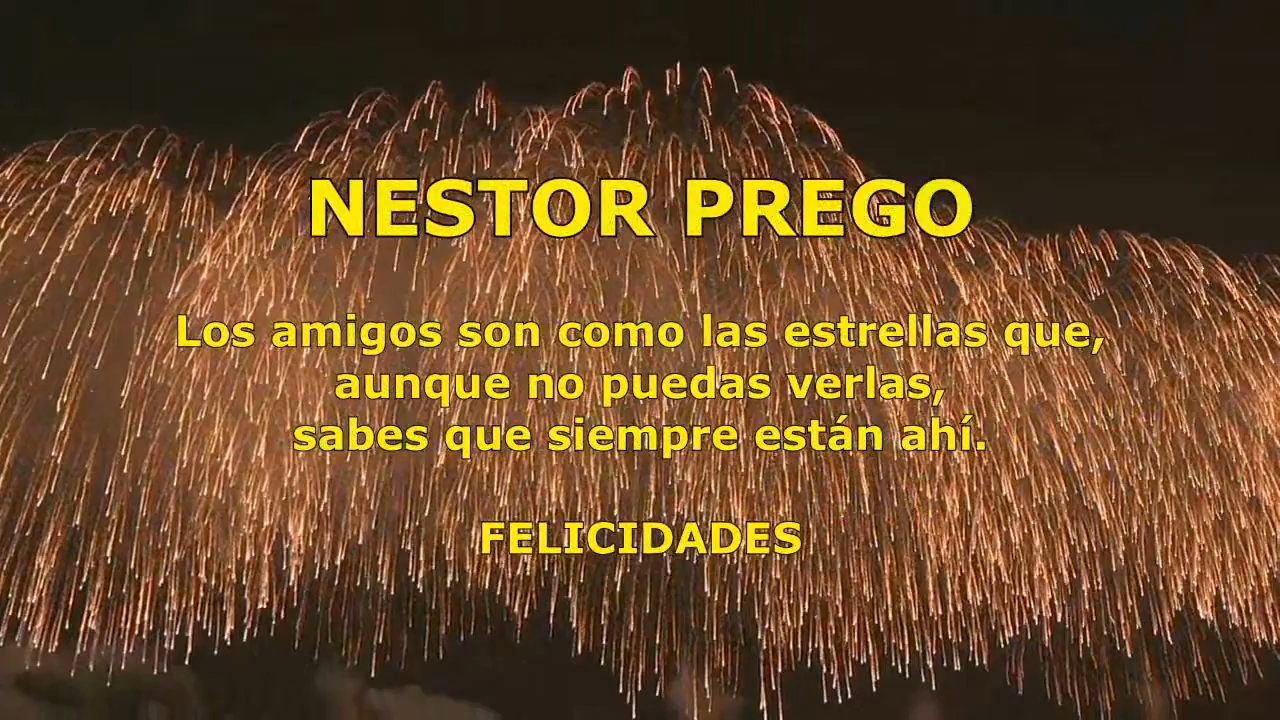 NESTOR PREGO
Los amigos son como las estrellas que,
aunque no puedas verlas,
sabes que siempre están ahí.
FELICIDADES